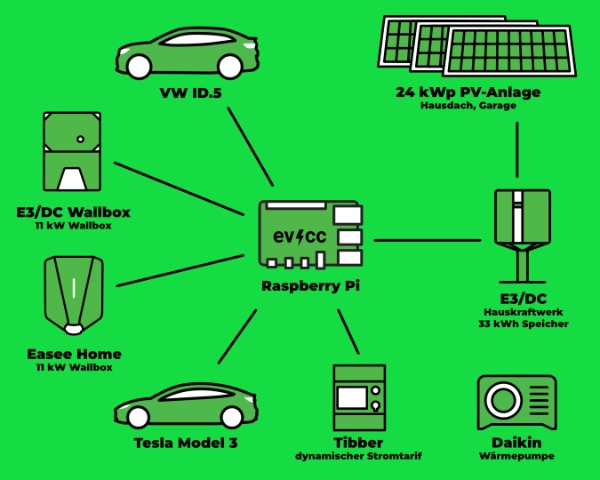 VW ID.5
24 kWp PV-Anlage
Hausdach, Garage
E3/DC Wallbox
11 kW Wallbox
evcc
Raspberry Pi
E3/DC
Hauskraftwerk
33 kWh Speicher
Easee Home
11 kW Wallbox
Tesla Model 3
Tibber
dynamischer Stromtarif
Daikin
Wärmepumpe